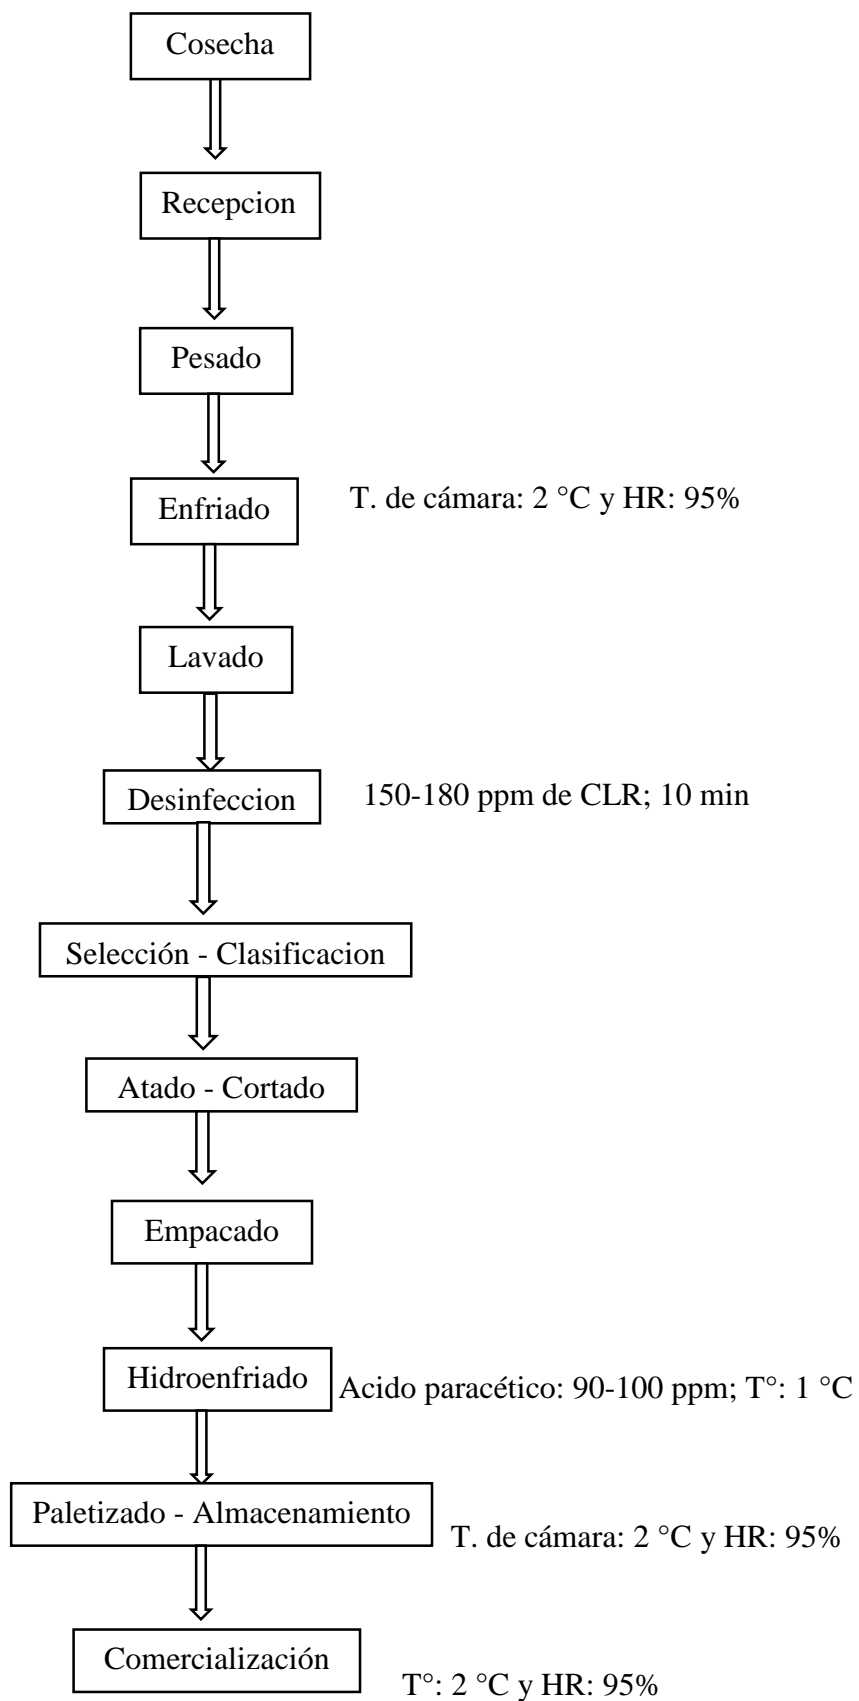 Cosecha
Recepcion
Pesado
Enfriado
T. de cámara: 2 °C y HR: 95%
Lavado
Desinfeccion
150-180 ppm de CLR; 10 min
Selección - Clasificacion
Atado - Cortado
Empacado
Hidroenfriado
Acido paracético: 90-100 ppm; T°: 1 °C
Paletizado - Almacenamiento
T. de cámara: 2 °C y HR: 95%
Comercialización
T°: 2 °C y HR: 95%